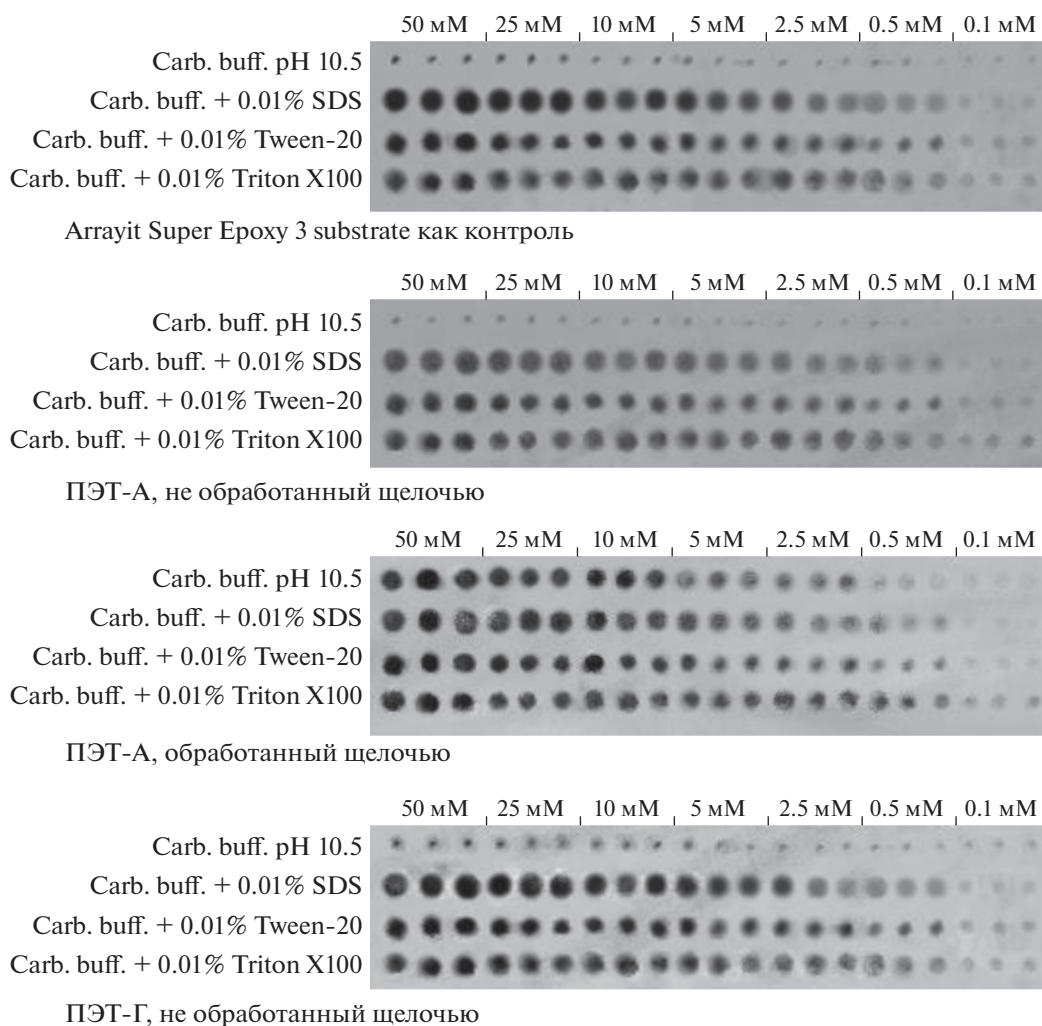 50 мМ 25 мМ 10 мМ 5 мМ 2.5 мМ 0.5 мМ 0.1 мМ
Carb. buff. pH 10.5
Carb. buff. + 0.01% SDS
Carb. buff. + 0.01% Tween-20
Carb. buff. + 0.01% Triton X100
Arrayit Super Epoxy 3 substrate как контроль
50 мМ 25 мМ 10 мМ 5 мМ 2.5 мМ 0.5 мМ 0.1 мМ
Carb. buff. pH 10.5
Carb. buff. + 0.01% SDS
Carb. buff. + 0.01% Tween-20
Carb. buff. + 0.01% Triton X100
ПЭТ-А, не обработанный щелочью
50 мМ 25 мМ 10 мМ 5 мМ 2.5 мМ 0.5 мМ 0.1 мМ
Carb. buff. pH 10.5
Carb. buff. + 0.01% SDS
Carb. buff. + 0.01% Tween-20
Carb. buff. + 0.01% Triton X100
ПЭТ-А, обработанный щелочью
50 мМ 25 мМ 10 мМ 5 мМ 2.5 мМ 0.5 мМ 0.1 мМ
Carb. buff. pH 10.5
Carb. buff. + 0.01% SDS
Carb. buff. + 0.01% Tween-20
Carb. buff. + 0.01% Triton X100
ПЭТ-Г, не обработанный щелочью